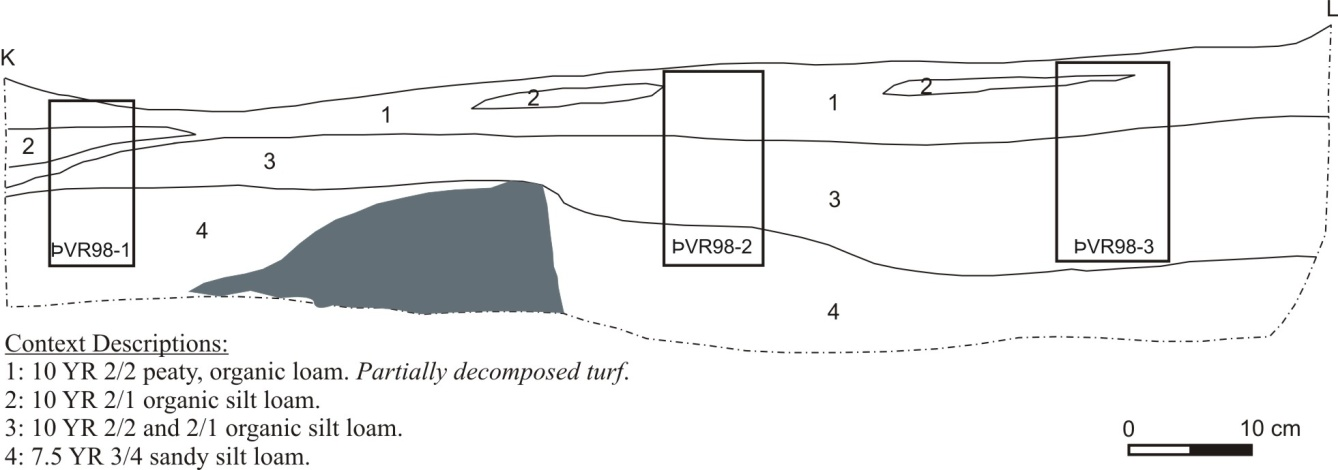 L
K
1
2
1
2
2
3
3
4
ÞVR98-1
ÞVR98-2
ÞVR98-3
4
Context Descriptions:
1: 10 YR 2/2 peaty, organic loam. Partially decomposed turf.
2: 10 YR 2/1 organic silt loam.
3: 10 YR 2/2 and 2/1 organic silt loam.
4: 7.5 YR 3/4 sandy silt loam.
0 10 cm